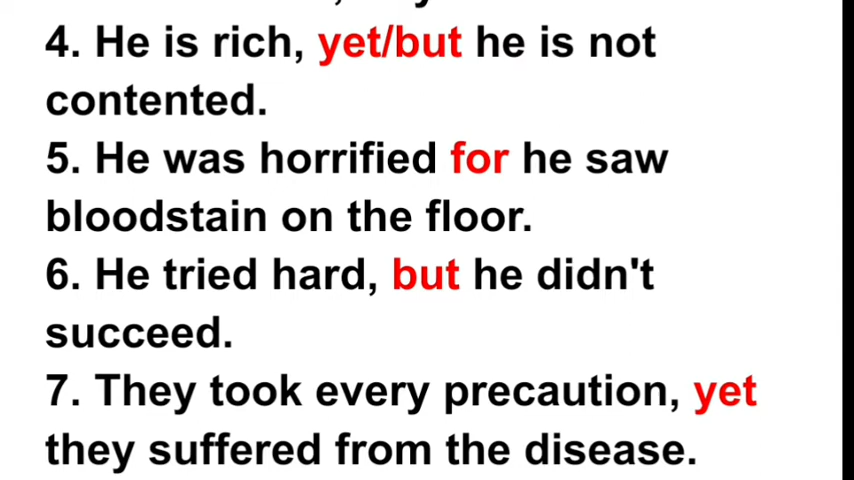 4. He is rich, yet/but he is not
contented.
5. He was horrified for he saw
bloodstain on the floor.
6. He tried hard, but he didn't
succeed.
7. They took every precaution, yet
they suffered from the disease.